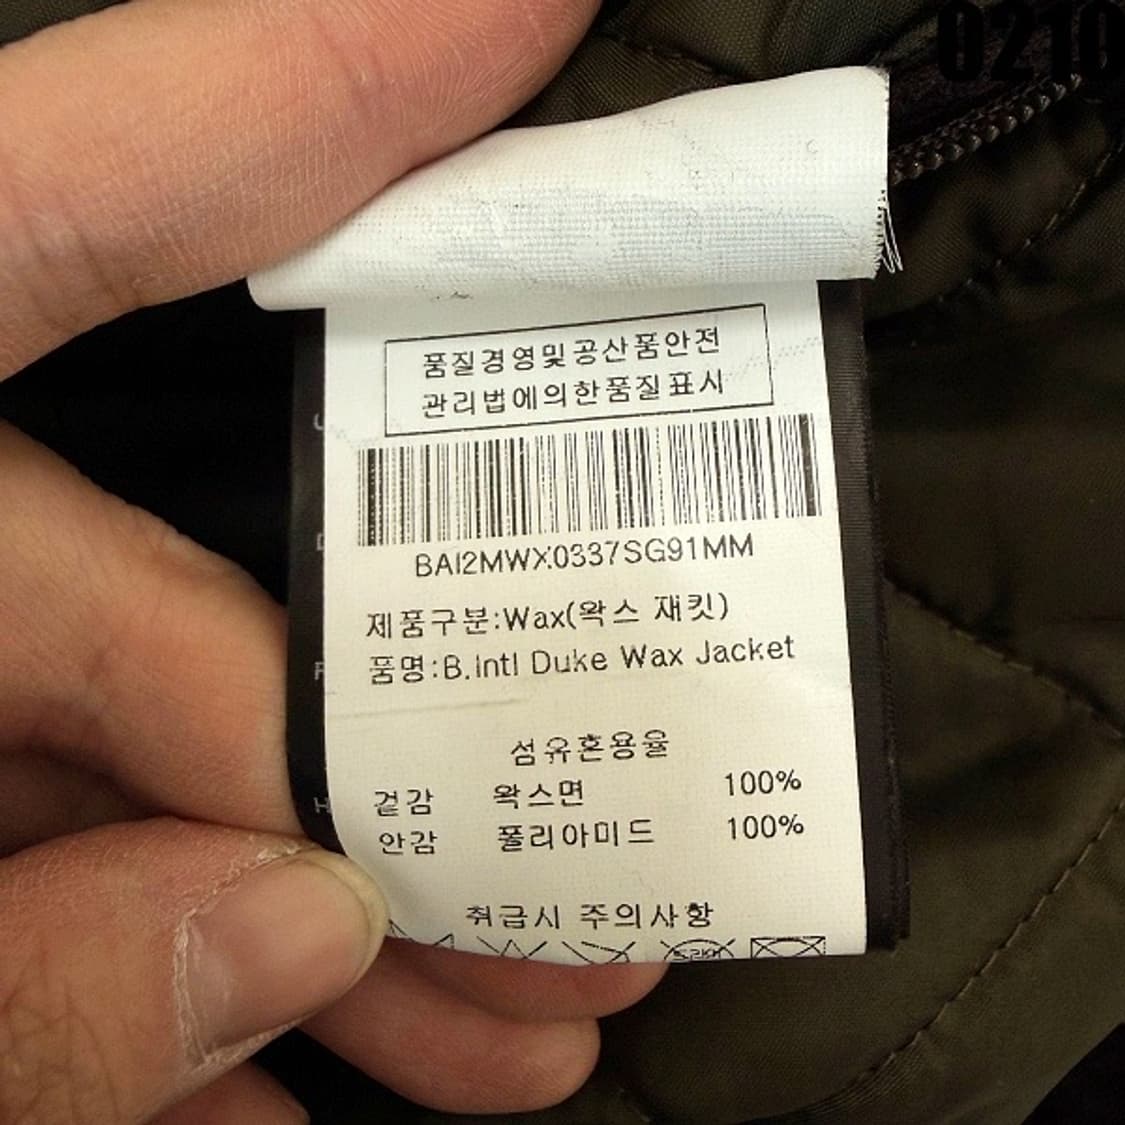 0210
품질경영및공산품안전
관리법에의한품질표시
BAI2MWX0337SG91MM
제품구분:Wax(왁스 재킷)
품명:B.Intl Duke Wax Jacket
섬유혼용율
겉감 왁스면 100%
안감 폴리아미드 100%
취급시 주의사항